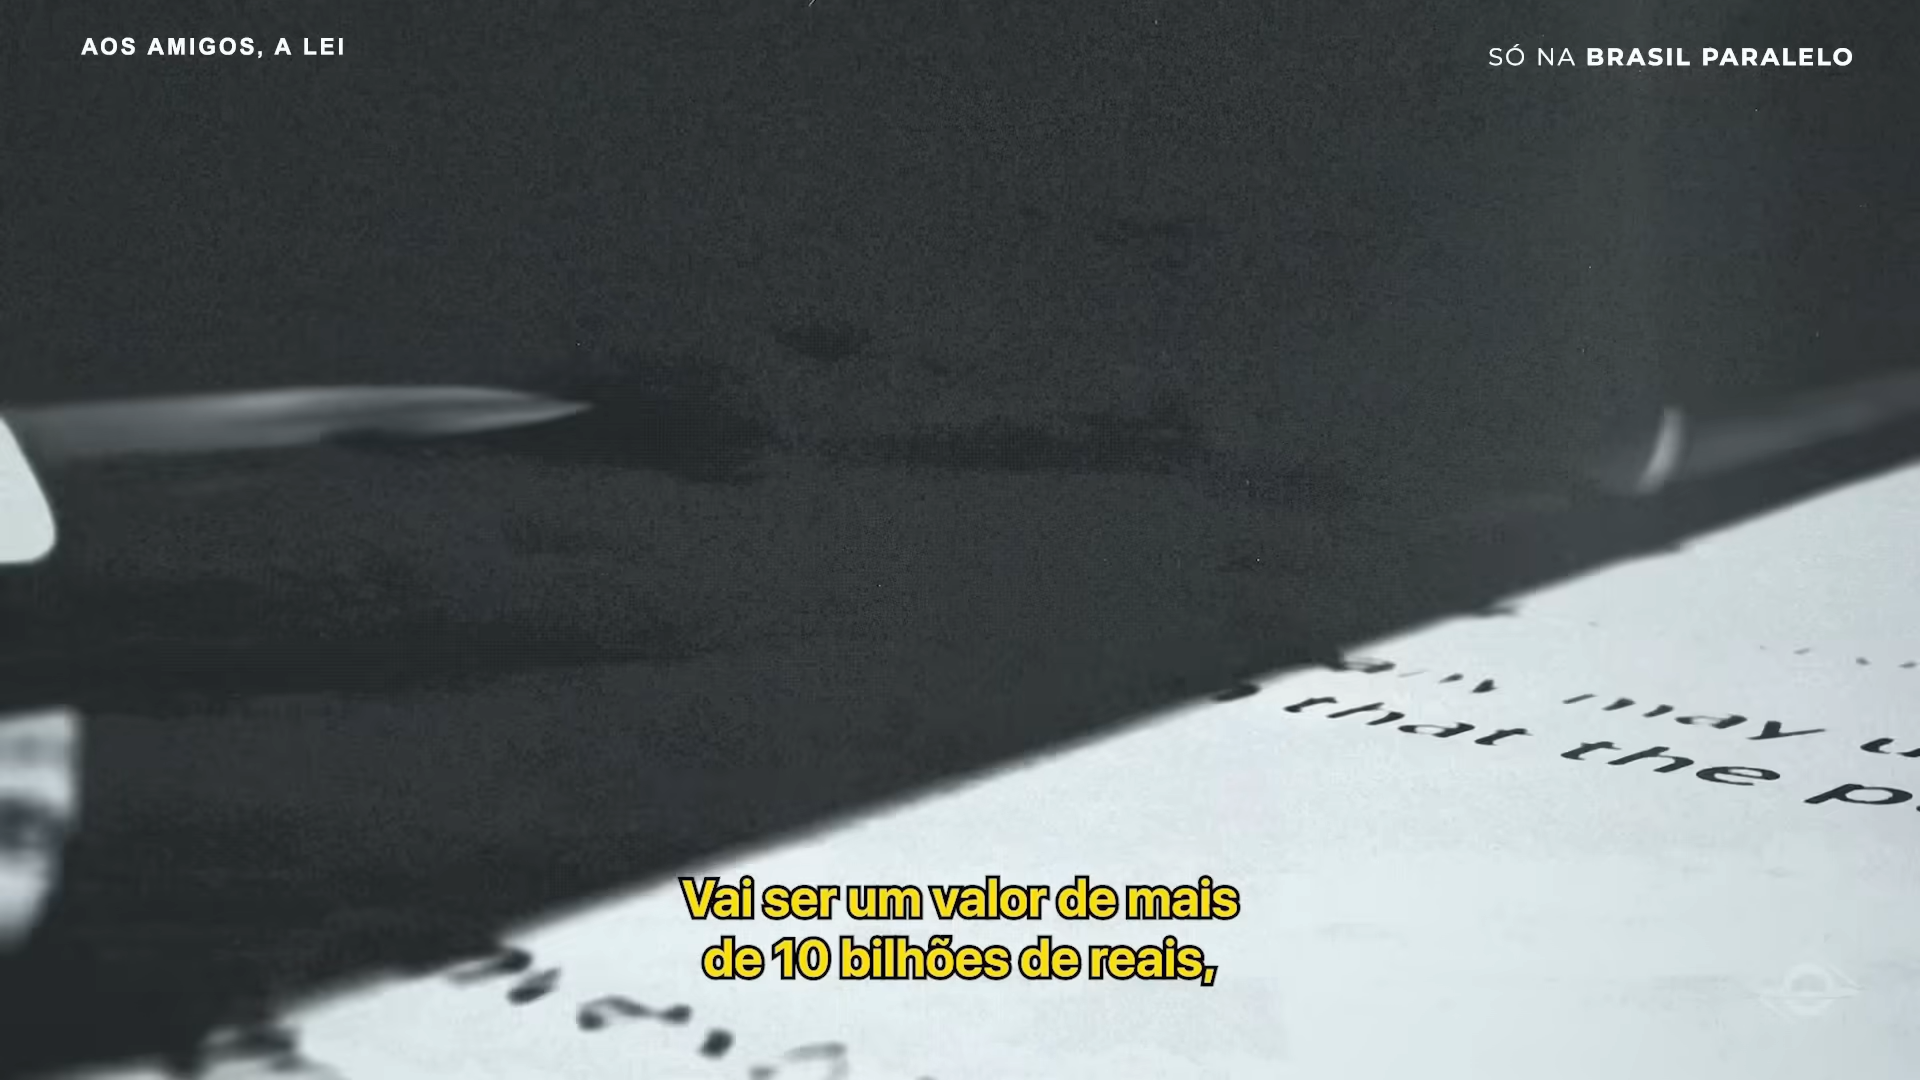 AOS AMIGOS, A LEI
SÓ NA BRASIL PARALELO
may
that the
Vai ser um valor de mais
de 10 bilhões de reais,